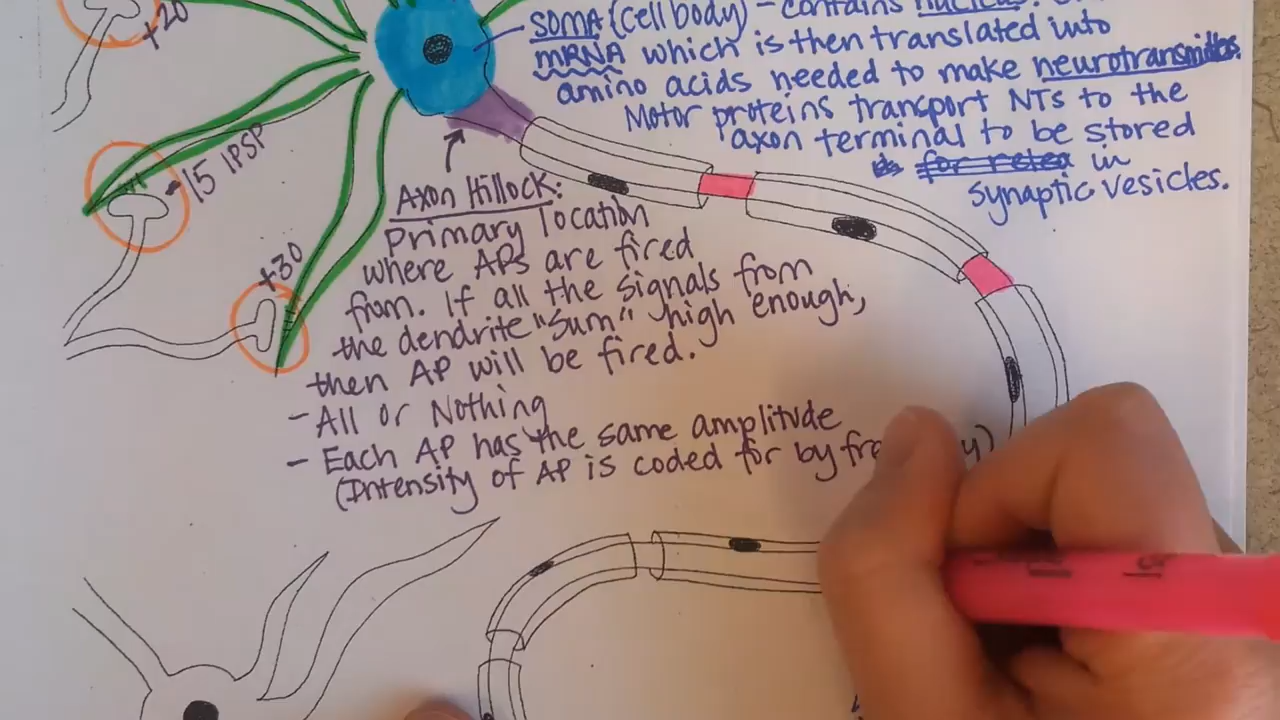 +20
SOMA (cell body) - contains nucleus.
mRNA which is then translated into
amino acids needed to make neurotransmitters.
Motor proteins transport NTs to the
axon terminal to be stored
in
synaptic vesicles.
-15 IPSP
+30
Axon Hillock:
Primary location
where APs are fired
from. If all the signals from
the dendrite "sum" high enough,
then AP will be fired.
- All or Nothing
- Each AP has the same amplitude
(Intensity of AP is coded for by